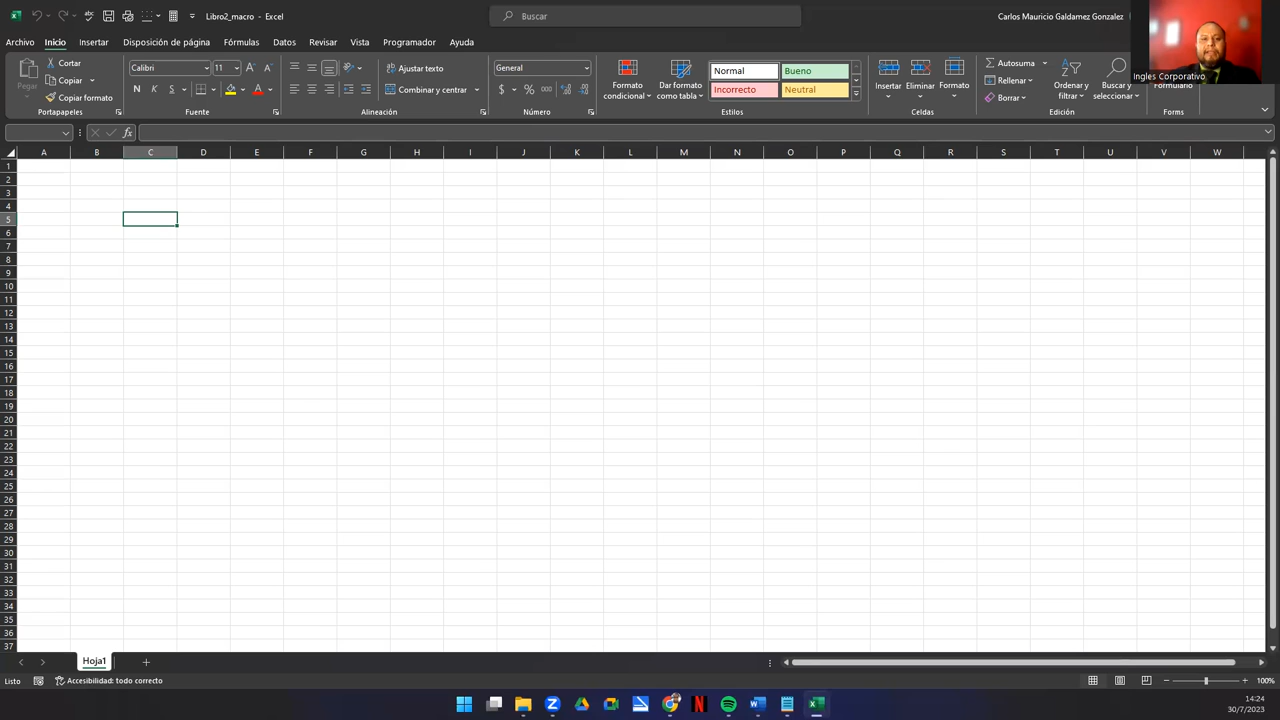 Libro2_macro - Excel
Buscar
Carlos Mauricio Galdamez Gonzalez
Archivo Inicio Insertar Disposición de página Fórmulas Datos Revisar Vista Programador Ayuda
Ingles Corporativo
Pegar
Cortar
Copiar
Copiar formato
Portapapeles
Calibri 11
N K S A
Fuente
Ajustar texto
Combinar y centrar
Alineación
General
$ % 000
Número
Formato condicional
Dar formato como tabla
Normal Bueno
Incorrecto Neutral
Estilos
Insertar Eliminar Formato
Celdas
Autosuma
Rellenar
Borrar
Ordenar y filtrar
Buscar y seleccionar
Edición
Formulario
Forms
fx
A B C D E F G H I J K L M N O P Q R S T U V W
1
2
3
4
5
6
7
8
9
10
11
12
13
14
15
16
17
18
19
20
21
22
23
24
25
26
27
28
29
30
31
32
33
34
35
36
37
Hoja1
Listo
Accesibilidad: todo correcto
100%
14:24
30/7/2023